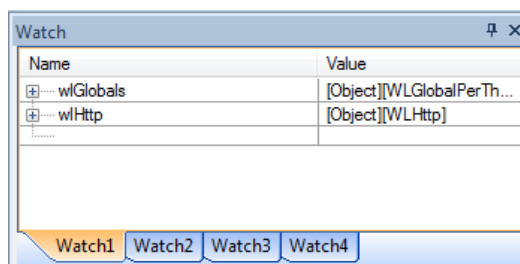 Watch
Name Value
wlGlobals [Object][WLGlobalPerTh...
wlHttp [Object][WLHttp]
Watch1 Watch2 Watch3 Watch4